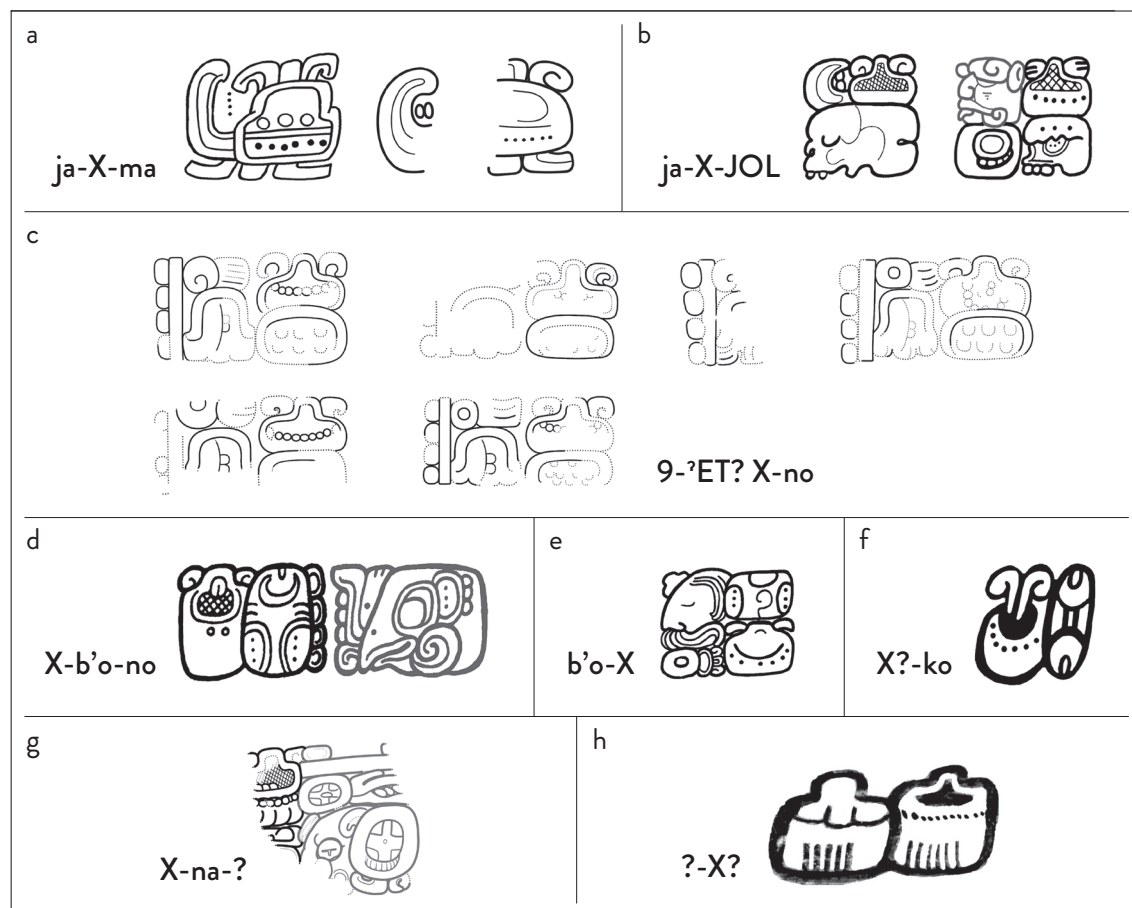 a
ja-X-ma
b
ja-X-JOL
c
9-ˀET? X-no
d
X-b’o-no
e
b’o-X
f
X?-ko
g
X-na-?
h
?-X?